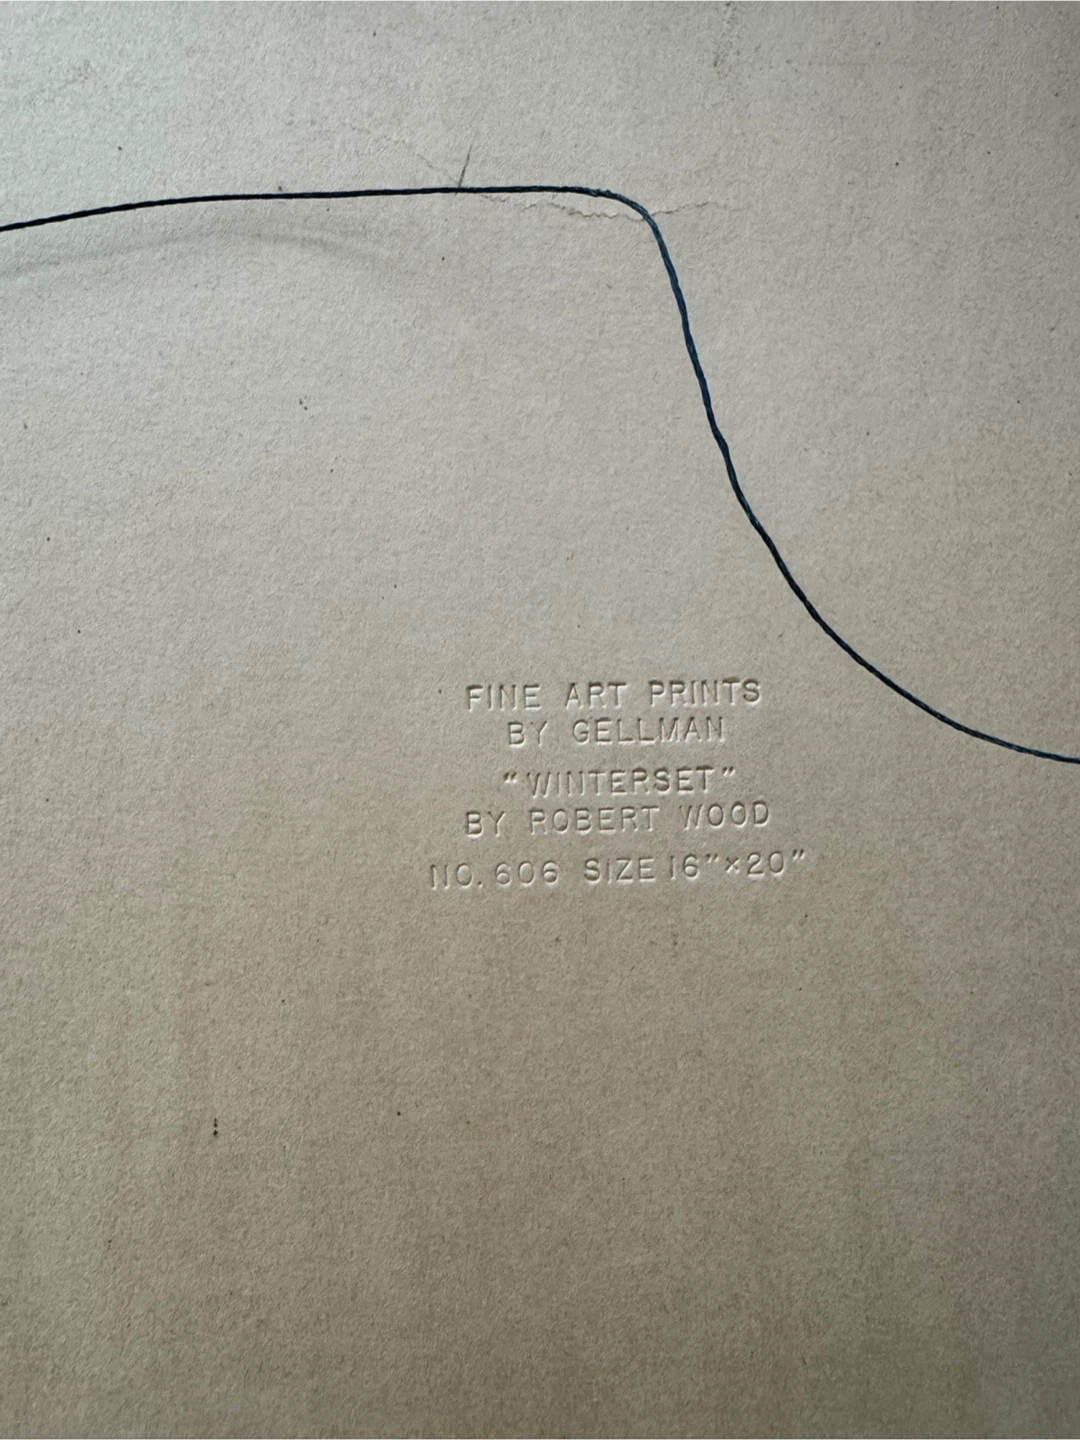 FINE ART PRINTS
BY GELLMAN
"WINTERSET"
BY ROBERT WOOD
NO. 606 SIZE 16"×20"